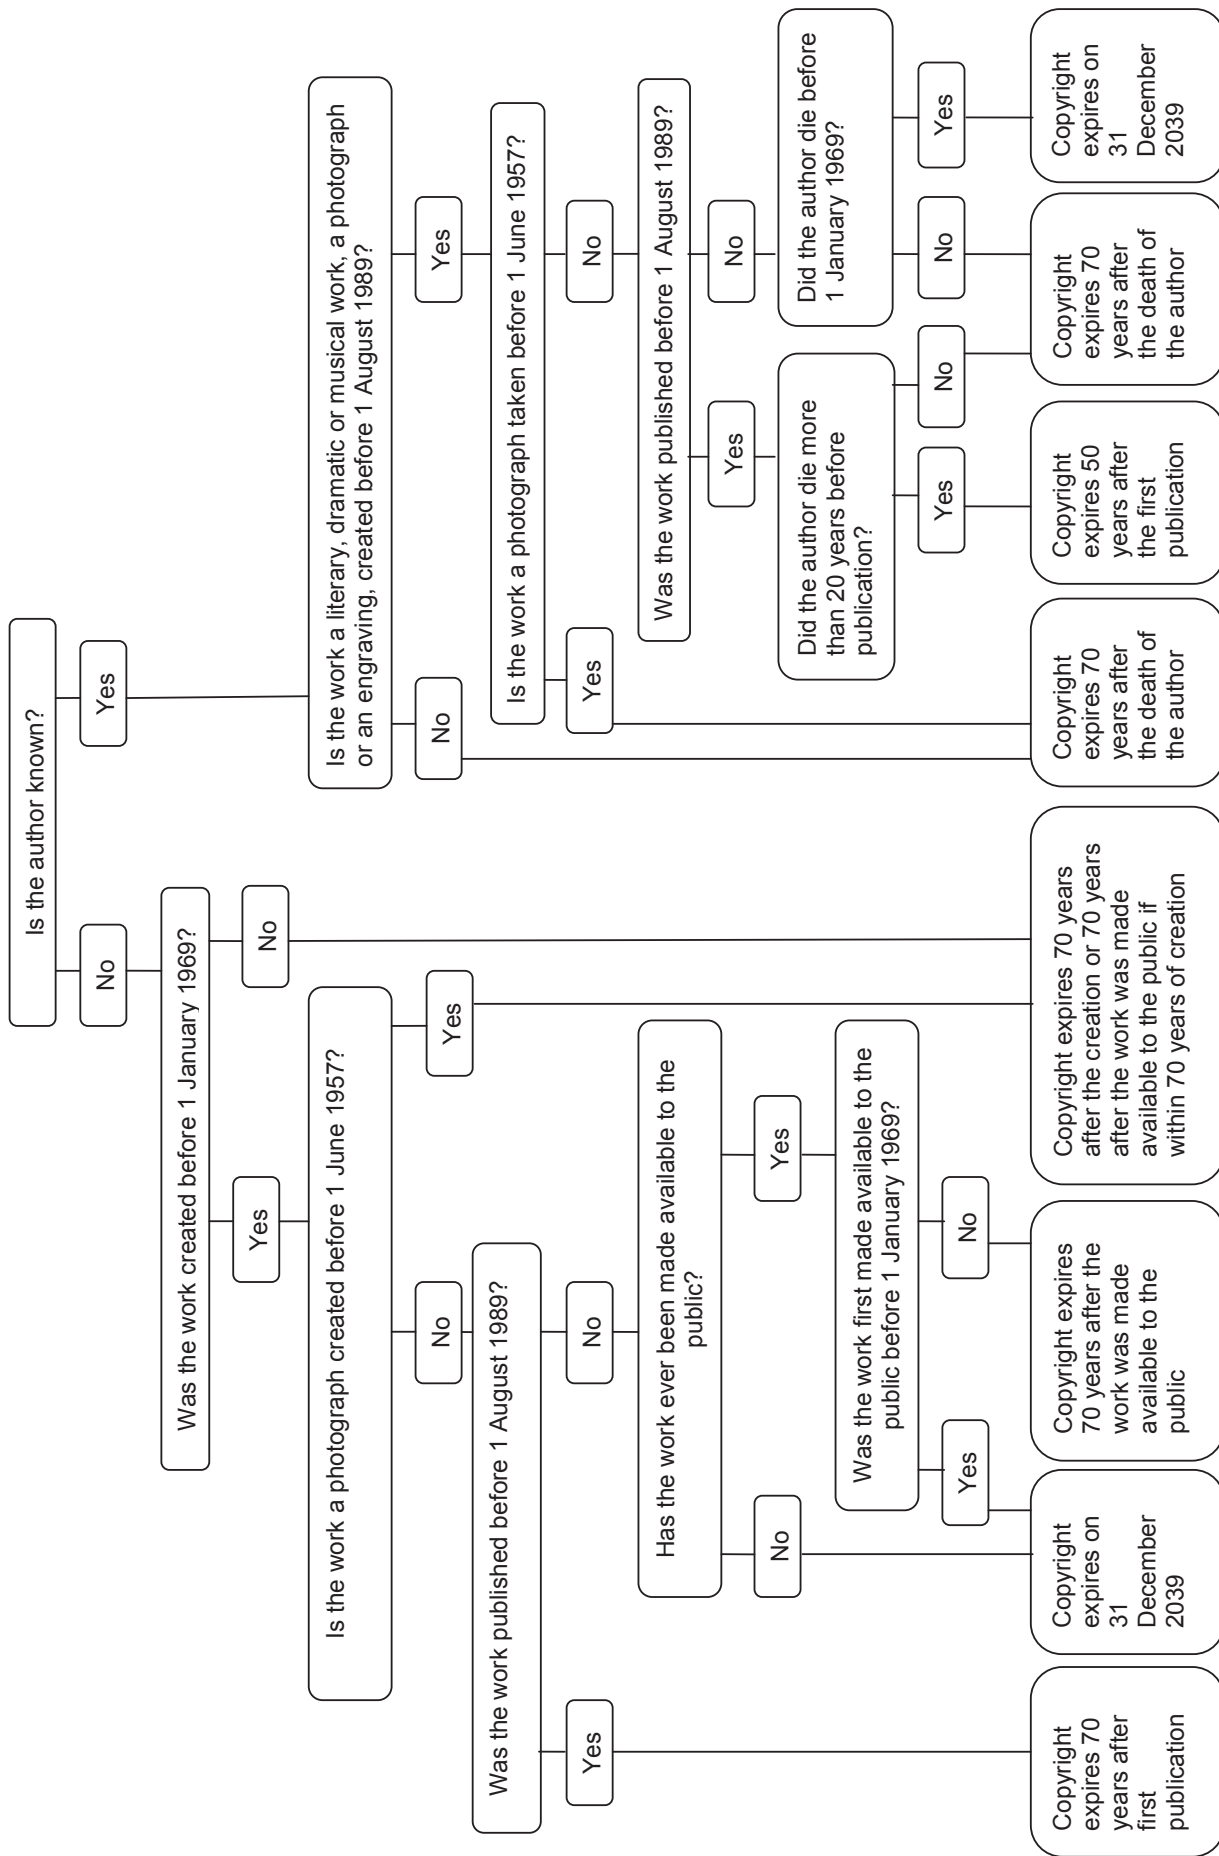 Is the author known?
No
Yes
Was the work created before 1 January 1969?
Yes
No
Is the work a photograph created before 1 June 1957?
No
Yes
Was the work published before 1 August 1989?
Yes
No
Has the work ever been made available to the
public?
No
Yes
Was the work first made available to the
public before 1 January 1969?
Yes
No
Is the work a literary, dramatic or musical work, a photograph
or an engraving, created before 1 August 1989?
No
Yes
Is the work a photograph taken before 1 June 1957?
Yes
No
Was the work published before 1 August 1989?
Yes
No
Did the author die more
than 20 years before
publication?
Yes
No
Did the author die before
1 January 1969?
No
Yes
Copyright
expires 70
years after
first
publication
Copyright
expires on
31
December
2039
Copyright expires
70 years after the
work was made
available to the
public
Copyright expires 70 years
after the creation or 70 years
after the work was made
available to the public if
within 70 years of creation
Copyright
expires 70
years after
the death of
the author
Copyright
expires 50
years after
the first
publication
Copyright
expires 70
years after
the death of
the author
Copyright
expires on
31
December
2039